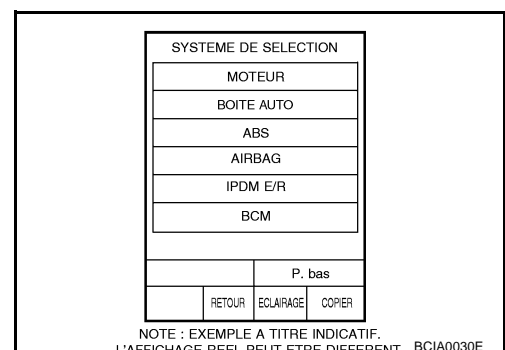 SYSTEME DE SELECTION
MOTEUR
BOITE AUTO
ABS
AIRBAG
IPDM E/R
BCM
P. bas
RETOUR ECLAIRAGE COPIER
NOTE : EXEMPLE A TITRE INDICATIF.
L'AFFICHAGE REEL PEUT ETRE DIFFERENT. BCIA0030E